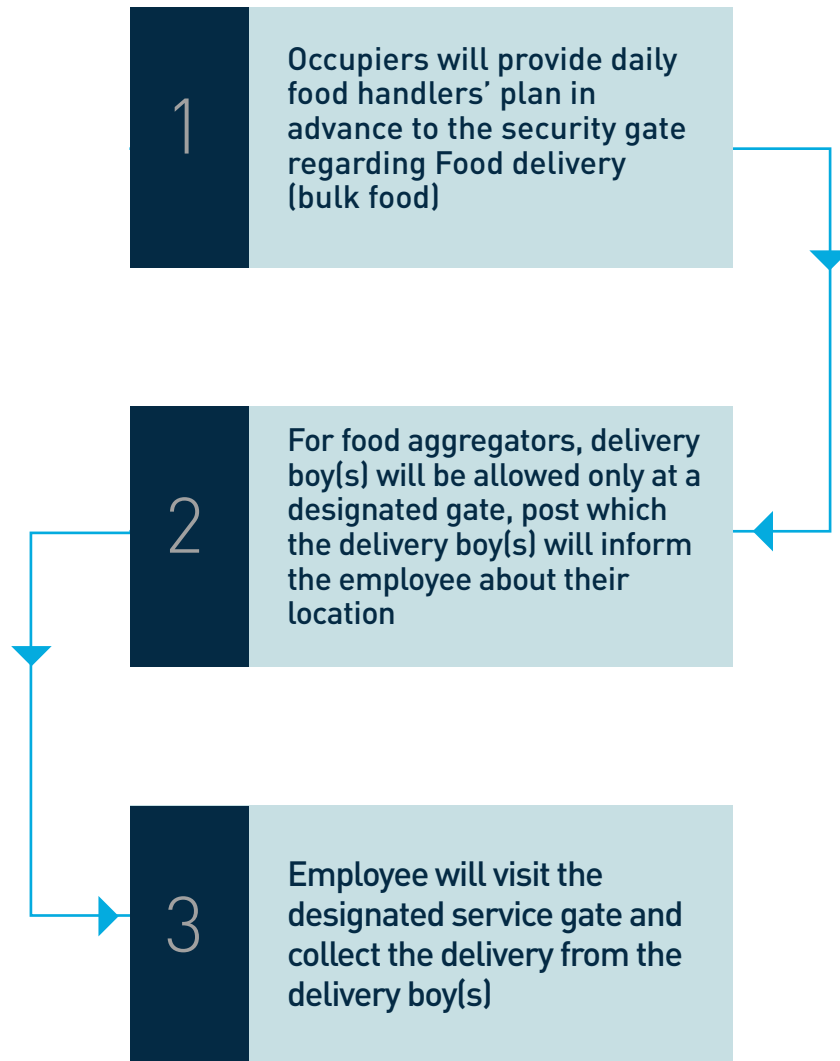 1
Occupiers will provide daily
food handlers’ plan in
advance to the security gate
regarding Food delivery
(bulk food)
2
For food aggregators, delivery
boy(s) will be allowed only at a
designated gate, post which
the delivery boy(s) will inform
the employee about their
location
3
Employee will visit the
designated service gate and
collect the delivery from the
delivery boy(s)